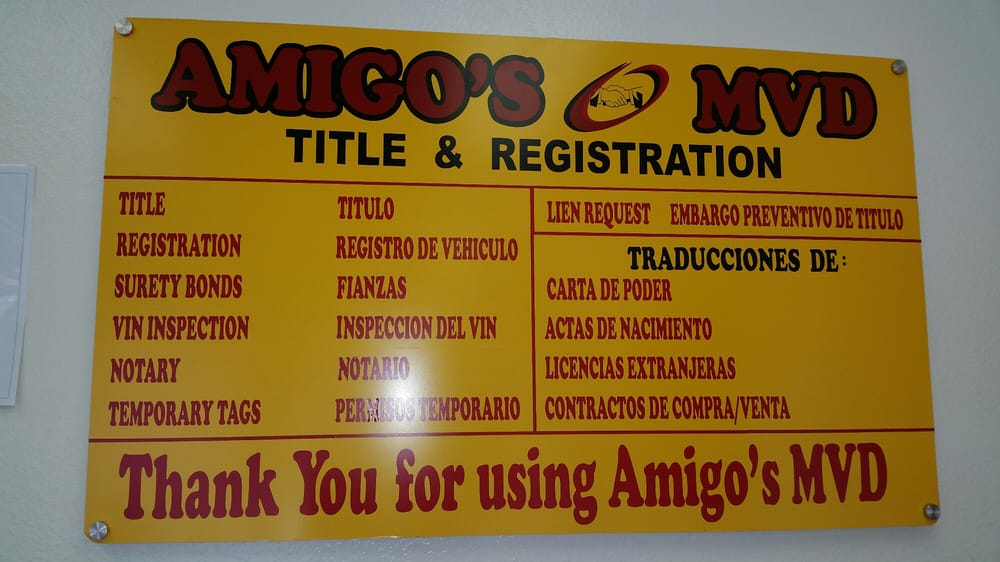 AMIGO'S MVD
TITLE & REGISTRATION
TITLE TITULO
REGISTRATION REGISTRO DE VEHICULO
SURETY BONDS FIANZAS
VIN INSPECTION INSPECCION DEL VIN
NOTARY NOTARIO
TEMPORARY TAGS PERMISOS TEMPORARIO
LIEN REQUEST EMBARGO PREVENTIVO DE TITULO
TRADUCCIONES DE:
CARTA DE PODER
ACTAS DE NACIMIENTO
LICENCIAS EXTRANJERAS
CONTRACTOS DE COMPRA/VENTA
Thank You for using Amigo's MVD